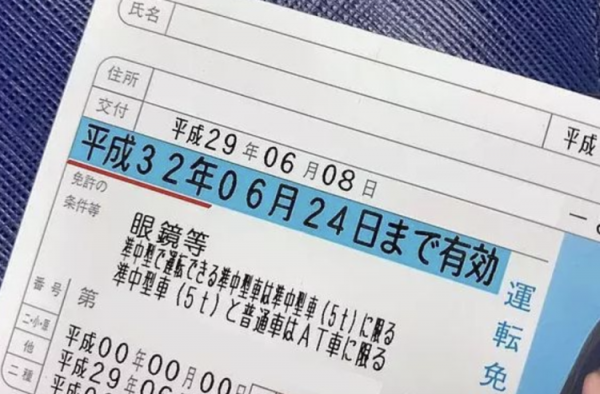 氏名
平成
住所
交付 平成29年06月08日
平成32年06月24日まで有効
免許の
条件等
眼鏡等
準中型で運転できる準中型車は準中型車(5t)に限る
準中型車(5t)と普通車はAT車に限る
番号 第
二・小・原 平成00年00月00日
他 平成29年06
二種
運転免